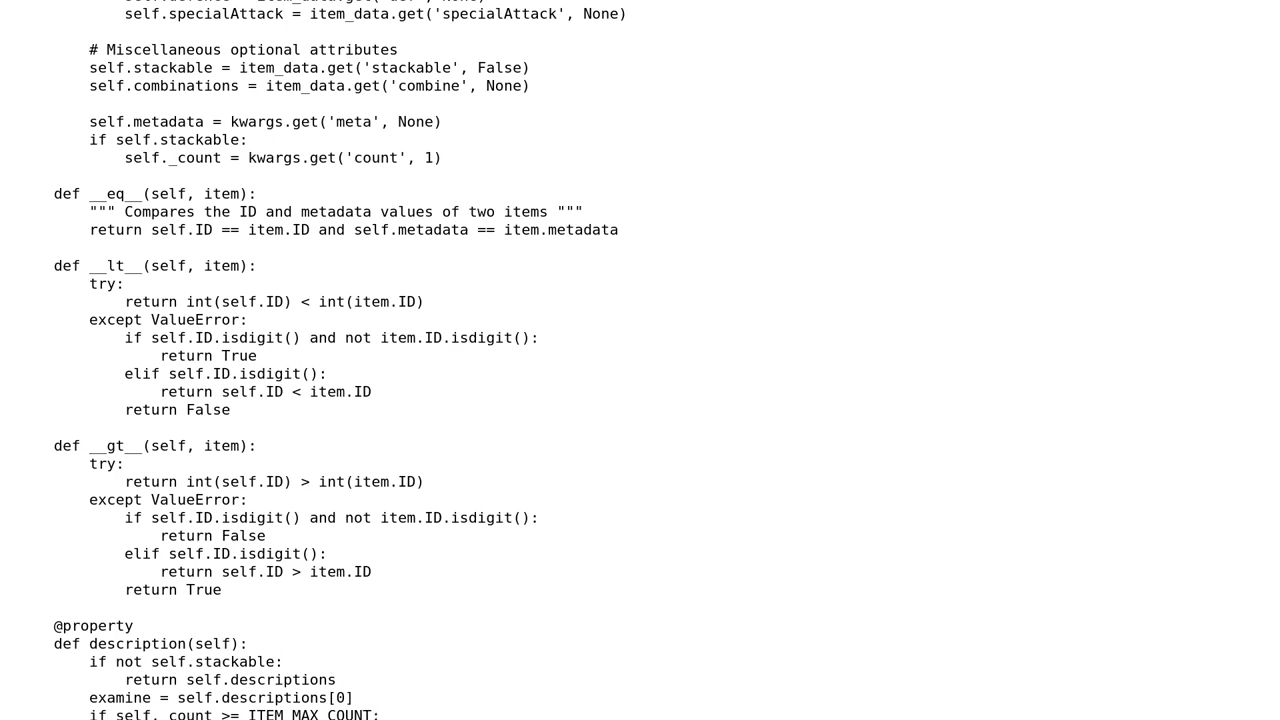 self.specialAttack = item_data.get('specialAttack', None)
# Miscellaneous optional attributes
self.stackable = item_data.get('stackable', False)
self.combinations = item_data.get('combine', None)
self.metadata = kwargs.get('meta', None)
if self.stackable:
self._count = kwargs.get('count', 1)
def __eq__(self, item):
""" Compares the ID and metadata values of two items """
return self.ID == item.ID and self.metadata == item.metadata
def __lt__(self, item):
try:
return int(self.ID) < int(item.ID)
except ValueError:
if self.ID.isdigit() and not item.ID.isdigit():
return True
elif self.ID.isdigit():
return self.ID < item.ID
return False
def __gt__(self, item):
try:
return int(self.ID) > int(item.ID)
except ValueError:
if self.ID.isdigit() and not item.ID.isdigit():
return False
elif self.ID.isdigit():
return self.ID > item.ID
return True
@property
def description(self):
if not self.stackable:
return self.descriptions
examine = self.descriptions[0]
if self._count >= ITEM_MAX_COUNT: